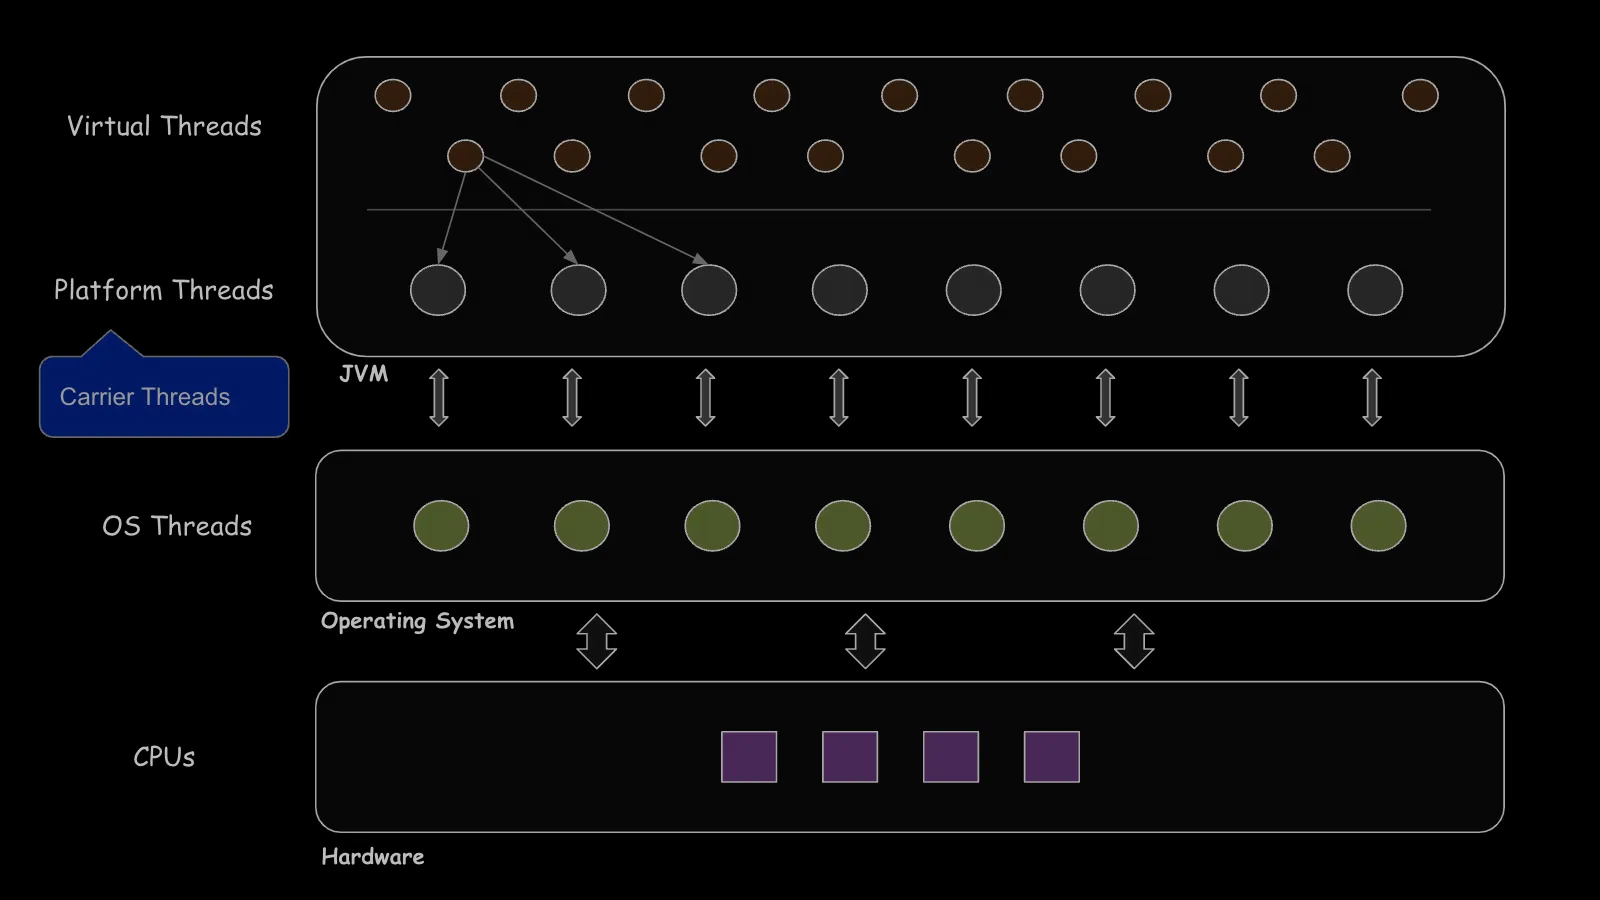 Virtual Threads
Platform Threads
Carrier Threads
JVM
OS Threads
Operating System
CPUs
Hardware